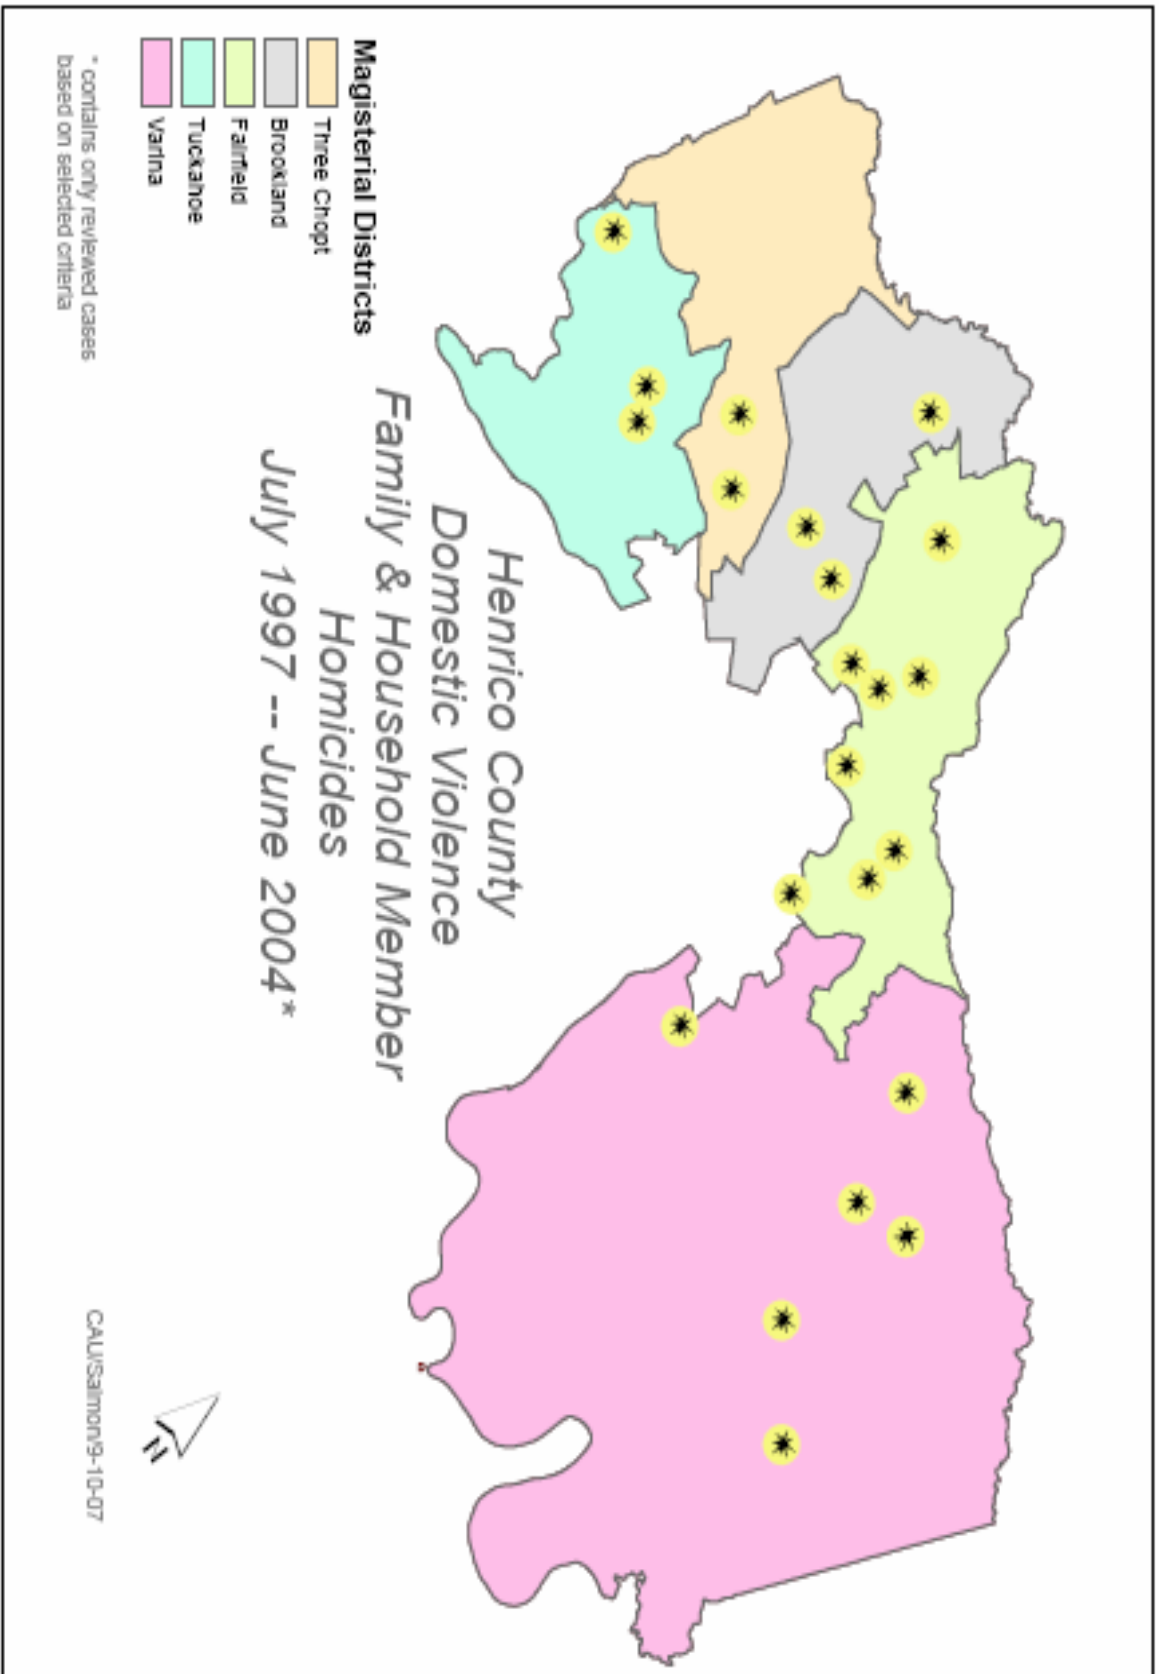 Henrico County
Domestic Violence
Family & Household Member
Homicides
July 1997 -- June 2004*
Magisterial Districts
Three Chopt
Brookland
Fairfield
Tuckahoe
Varina
* contains only reviewed cases
based on selected criteria
N
CALI/Salmon/9-10-07